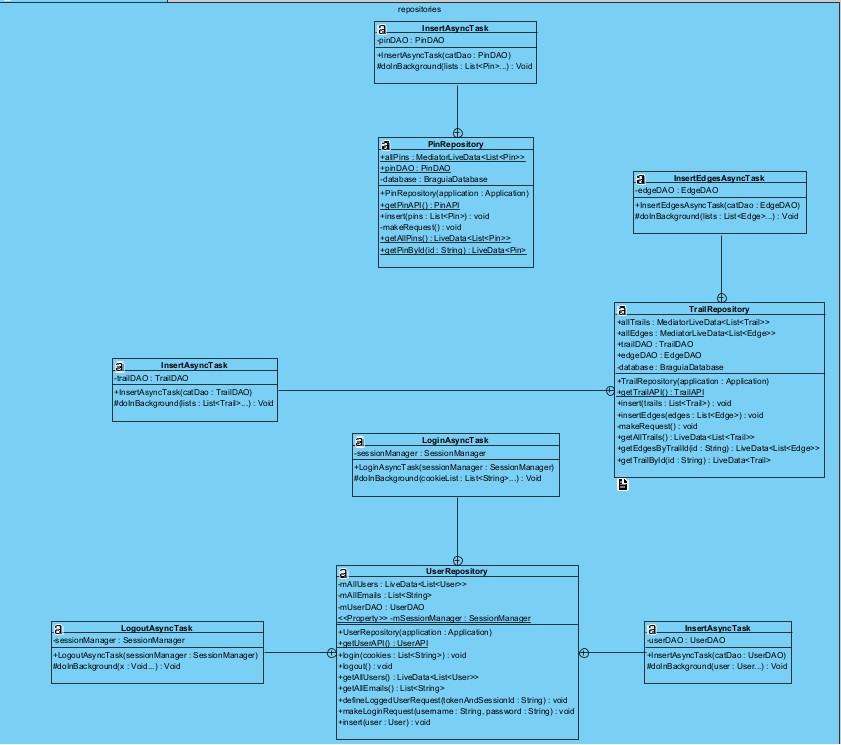 repositories
InsertAsyncTask
-pinDAO : PinDAO
+InsertAsyncTask(catDao : PinDAO)
#doInBackground(lists : List<Pin>...) : Void
PinRepository
+allPins : MediatorLiveData<List<Pin>>
+pinDAO : PinDAO
-database : BraguiaDatabase
+PinRepository(application : Application)
+getPinAPI() : PinAPI
+insert(pins : List<Pin>) : void
-makeRequest() : void
+getAllPins() : LiveData<List<Pin>>
+getPinById(id : String) : LiveData<Pin>
InsertEdgesAsyncTask
-edgeDAO : EdgeDAO
+InsertEdgesAsyncTask(catDao : EdgeDAO)
#doInBackground(lists : List<Edge>...) : Void
TrailRepository
+allTrails : MediatorLiveData<List<Trail>>
+allEdges : MediatorLiveData<List<Edge>>
+trailDAO : TrailDAO
+edgeDAO : EdgeDAO
-database : BraguiaDatabase
+TrailRepository(application : Application)
+getTrailAPI() : TrailAPI
+insert(trails : List<Trail>) : void
+insertEdges(edges : List<Edge>) : void
-makeRequest() : void
+getAllTrails() : LiveData<List<Trail>>
+getEdgesByTrailId(id : String) : LiveData<List<Edge>>
+getTrailById(id : String) : LiveData<Trail>
InsertAsyncTask
-trailDAO : TrailDAO
+InsertAsyncTask(catDao : TrailDAO)
#doInBackground(lists : List<Trail>...) : Void
LoginAsyncTask
-sessionManager : SessionManager
+LoginAsyncTask(sessionManager : SessionManager)
#doInBackground(cookieList : List<String>...) : Void
UserRepository
-mAllUsers : LiveData<List<User>>
-mAllEmails : List<String>
-mUserDAO : UserDAO
<<Property>> -mSessionManager : SessionManager
+UserRepository(application : Application)
+getUserAPI() : UserAPI
+login(cookies : List<String>) : void
+logout() : void
+getAllUsers() : LiveData<List<User>>
+getAllEmails() : List<String>
+defineLoggedUserRequest(tokenAndSessionId : String) : void
+makeLoginRequest(username : String, password : String) : void
+insert(user : User) : void
LogoutAsyncTask
-sessionManager : SessionManager
+LogoutAsyncTask(sessionManager : SessionManager)
#doInBackground(x : Void...) : Void
InsertAsyncTask
-userDAO : UserDAO
+InsertAsyncTask(catDao : UserDAO)
#doInBackground(user : User...) : Void